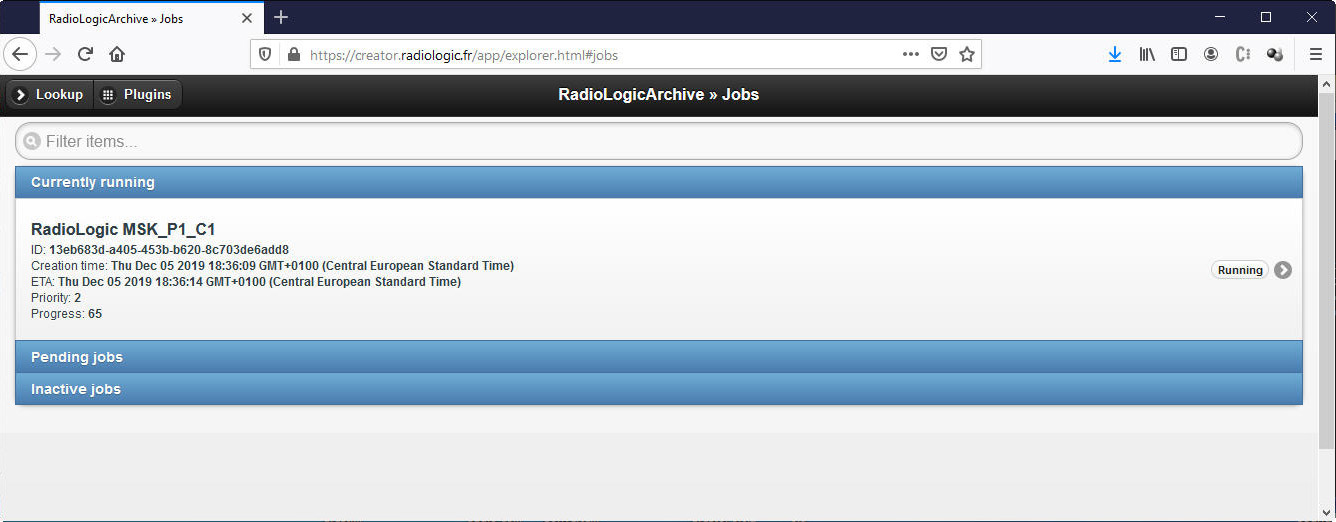 RadioLogicArchive » Jobs
https://creator.radiologic.fr/app/explorer.html#jobs
Lookup
Plugins
RadioLogicArchive » Jobs
Filter items...
Currently running
RadioLogic MSK_P1_C1
ID: 13eb683d-a405-453b-b620-8c703de6add8
Creation time: Thu Dec 05 2019 18:36:09 GMT+0100 (Central European Standard Time)
ETA: Thu Dec 05 2019 18:36:14 GMT+0100 (Central European Standard Time)
Priority: 2
Progress: 65
Running
Pending jobs
Inactive jobs